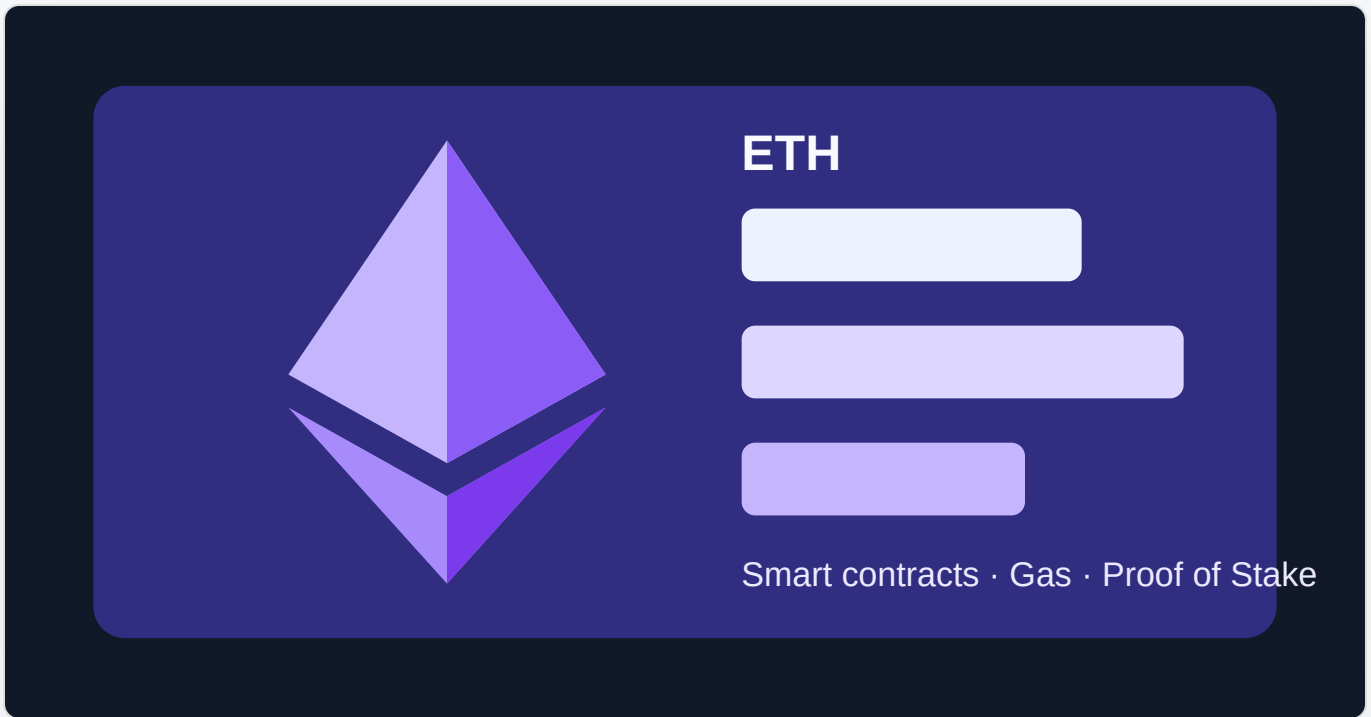 ETH
Smart contracts · Gas · Proof of Stake